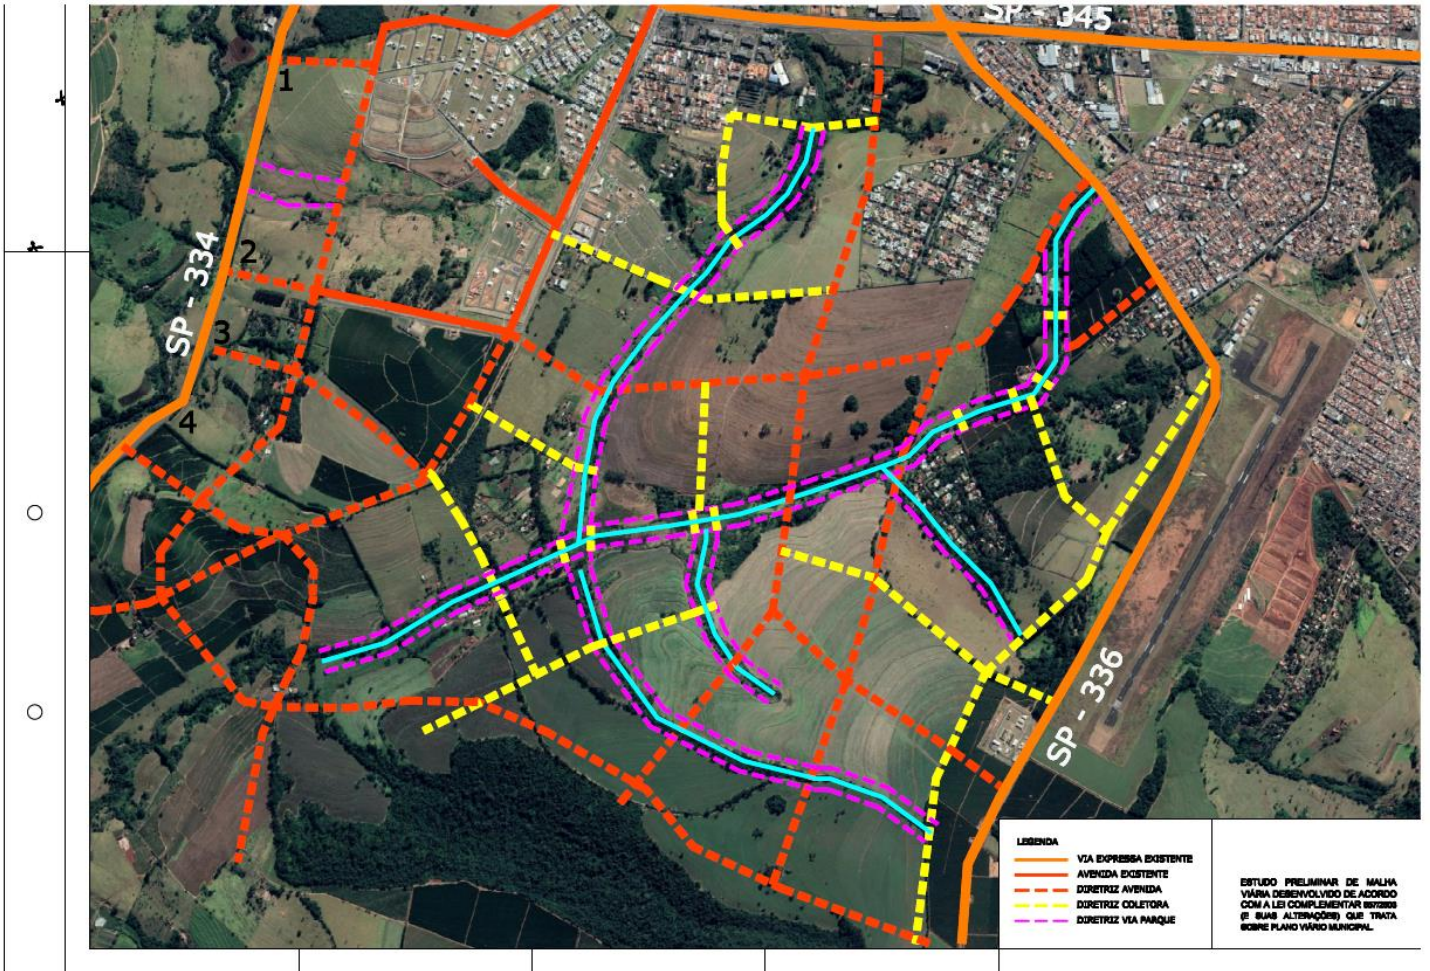 SP - 345
1
2
SP - 334
3
4
SP - 336
LEGENDA
VIA EXPRESSA EXISTENTE
AVENIDA EXISTENTE
DIRETRIZ AVENIDA
DIRETRIZ COLETORA
DIRETRIZ VIA PARQUE
ESTUDO PRELIMINAR DE MALHA
VIÁRIA DESENVOLVIDO DE ACORDO
COM A LEI COMPLEMENTAR
(E SUAS ALTERAÇÕES) QUE TRATA
SOBRE PLANO VIÁRIO MUNICIPAL.